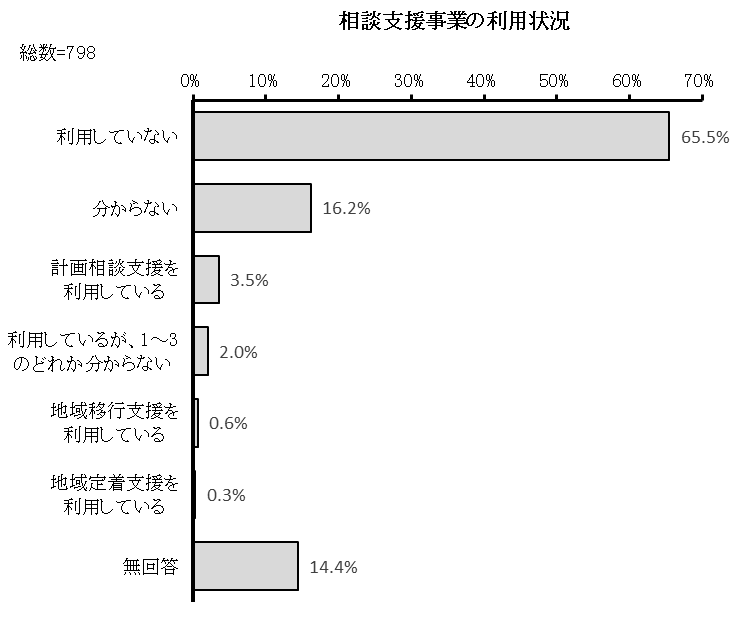 相談支援事業の利用状況
総数=798
0%
10%
20%
30%
40%
50%
60%
70%
利用していない
65.5%
分からない
16.2%
計画相談支援を
利用している
3.5%
利用しているが、1～3
のどれか分からない
2.0%
地域移行支援を
利用している
0.6%
地域定着支援を
利用している
0.3%
無回答
14.4%